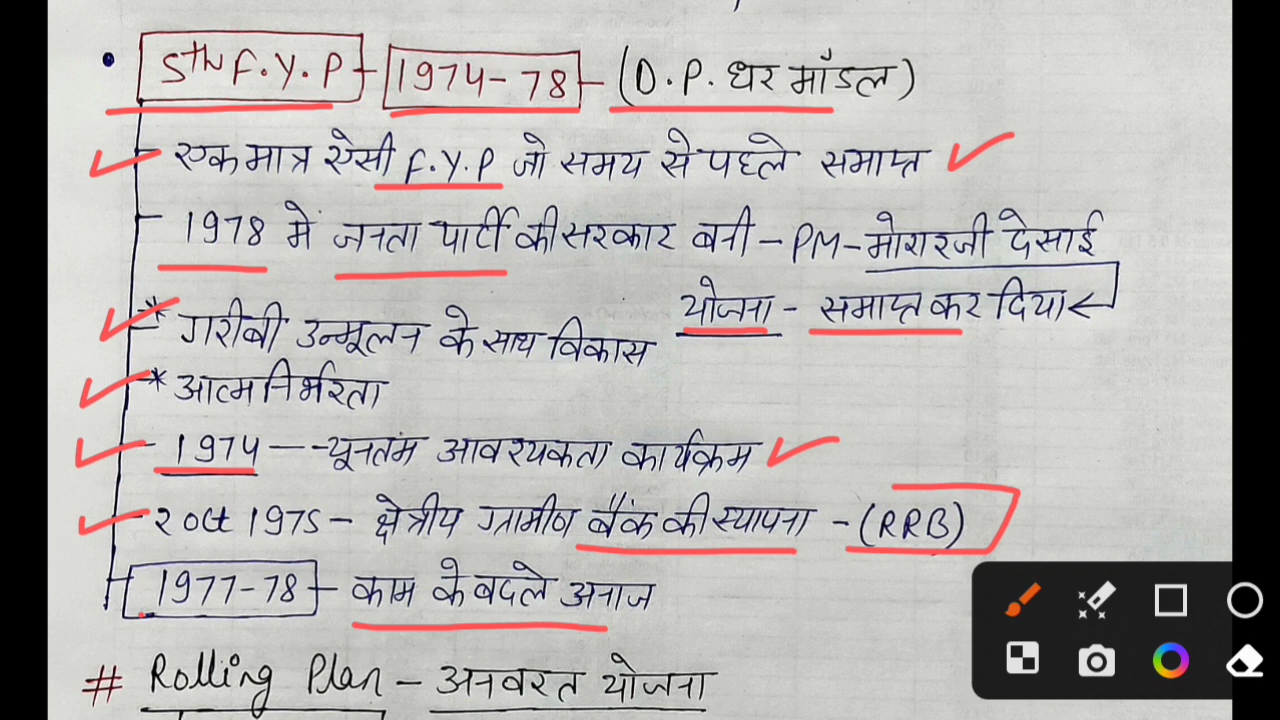 5th F.Y.P - 1974-78 - (D.P. धर मॉडल)
एकमात्र ऐसी F.Y.P जो समय से पहले समाप्त
1978 में जनता पार्टी की सरकार बनी - PM - मोरारजी देसाई
योजना - समाप्त कर दिया
* गरीबी उन्मूलन के साथ विकास
* आत्मनिर्भरता
1974 - न्यूनतम आवश्यकता कार्यक्रम
2 Oct 1975 - क्षेत्रीय ग्रामीण बैंक की स्थापना - (RRB)
1977-78 - काम के बदले अनाज
# Rolling Plan - अनवरत योजना